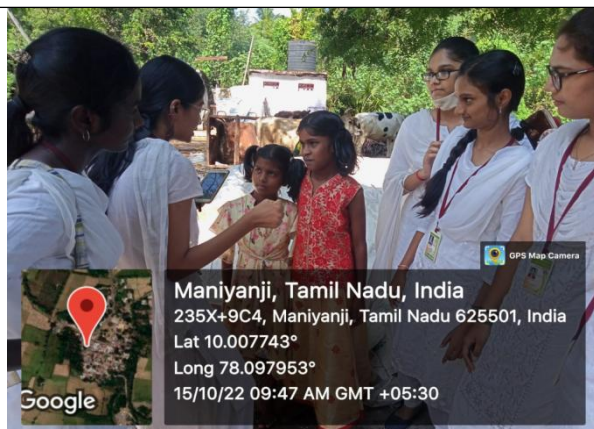 GPS Map Camera
Maniyanji, Tamil Nadu, India
235X+9C4, Maniyanji, Tamil Nadu 625501, India
Lat 10.007743°
Long 78.097953°
15/10/22 09:47 AM GMT +05:30
Google